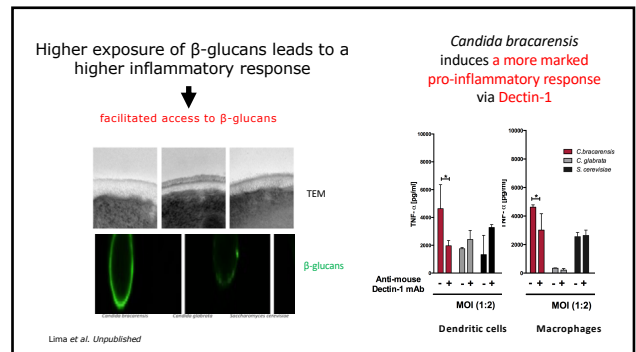 Higher exposure of β-glucans leads to a
higher inflammatory response
facilitated access to β-glucans
TEM
β-glucans
Candida bracarensis
Candida glabrata
Saccharomyces cerevisiae
Lima et al. Unpublished
Candida bracarensis
induces a more marked
pro-inflammatory response
via Dectin-1
TNF-α [pg/ml]
10000
8000
6000
4000
2000
0
*
Anti-mouse
Dectin-1 mAb
- + - + - +
MOI (1:2)
Dendritic cells
TNF-α [pg/ml]
10000
8000
6000
4000
2000
0
*
C.bracarensis
C. glabrata
S. cerevisiae
- + - + - +
MOI (1:2)
Macrophages